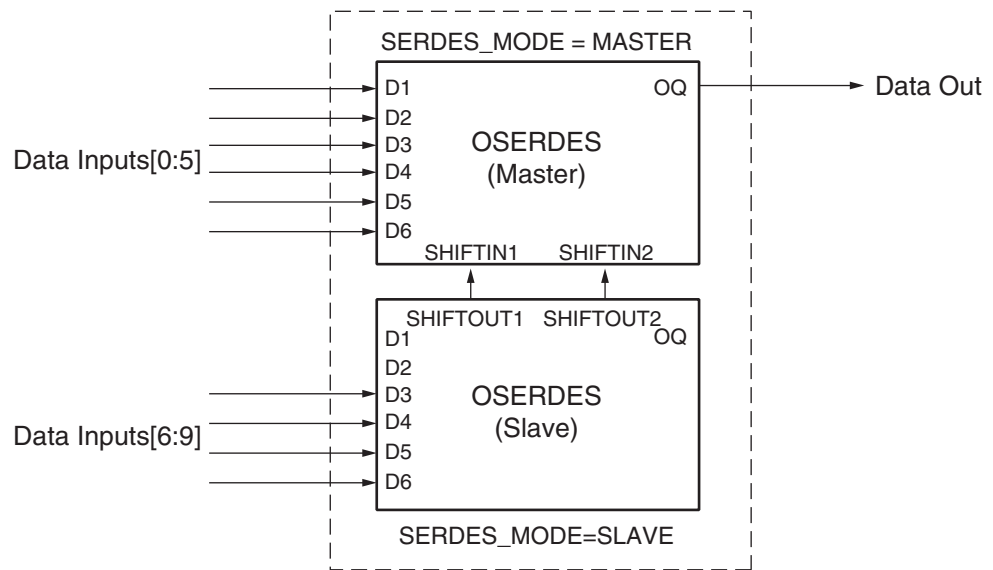 SERDES_MODE = MASTER
Data Inputs[0:5]
D1
D2
D3
D4
D5
D6
OSERDES
(Master)
OQ
Data Out
SHIFTIN1
SHIFTIN2
SHIFTOUT1
SHIFTOUT2
Data Inputs[6:9]
D1
D2
D3
D4
D5
D6
OSERDES
(Slave)
OQ
SERDES_MODE=SLAVE